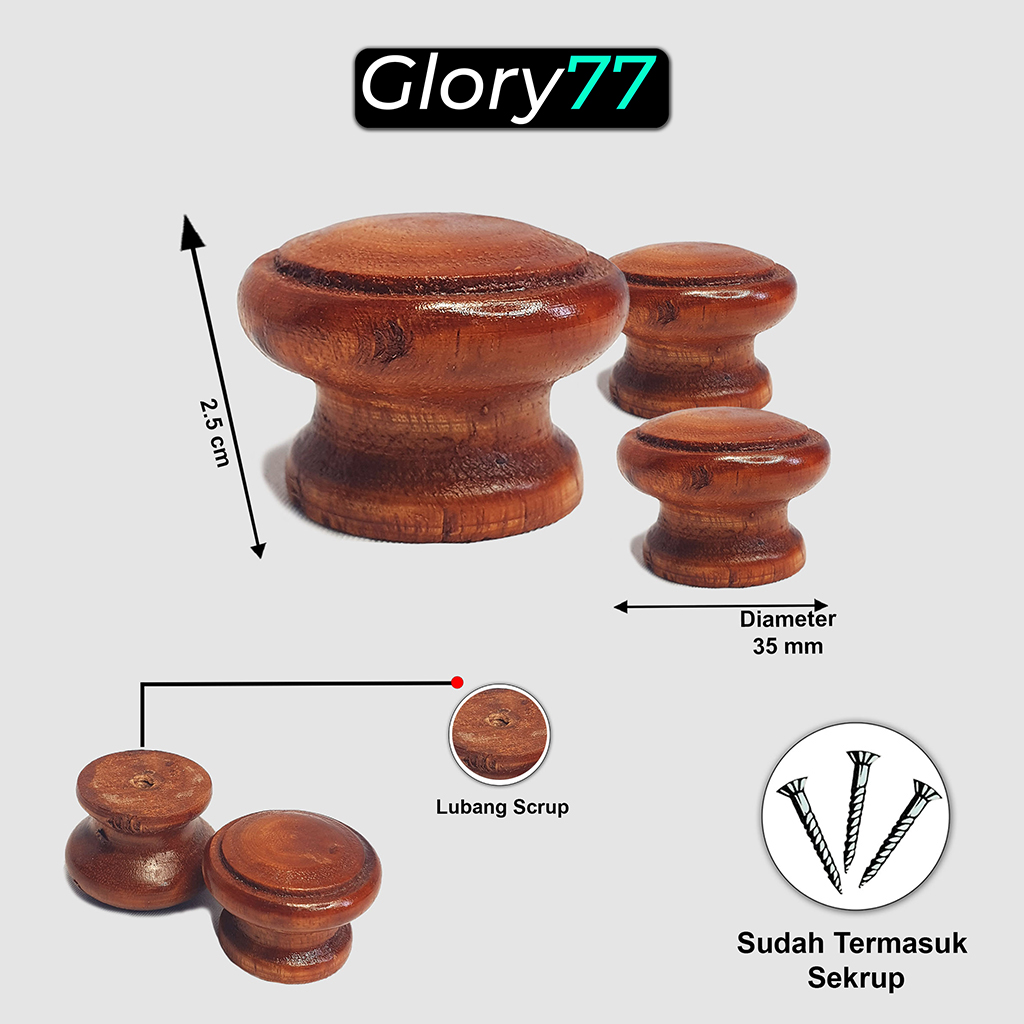 Glory77
2.5 cm
Diameter
35 mm
Lubang Scrup
Sudah Termasuk
Sekrup